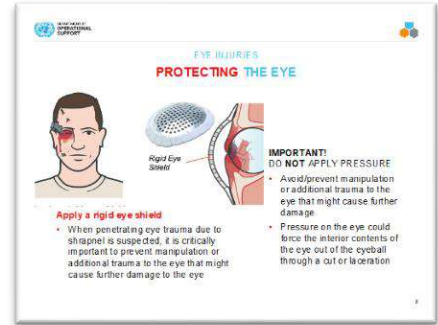 DEPARTMENT OF
OPERATIONAL
SUPPORT
EYE INJURIES
PROTECTING THE EYE
Rigid Eye
Shield
Apply a rigid eye shield
• When penetrating eye trauma due to
shrapnel is suspected, it is critically
important to prevent manipulation or
additional trauma to the eye that might
cause further damage to the eye
IMPORTANT!
DO NOT APPLY PRESSURE
• Avoid/prevent manipulation
or additional trauma to the
eye that might cause further
damage
• Pressure on the eye could
force the interior contents of
the eye out of the eyeball
through a cut or laceration